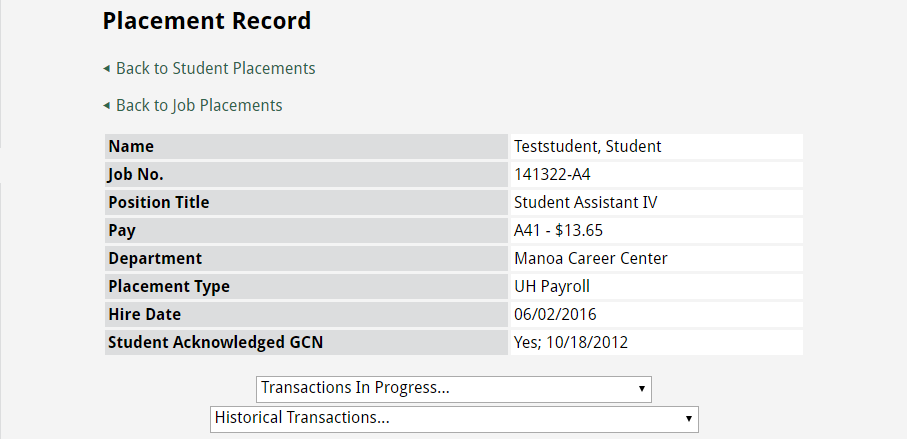 Placement Record
Back to Student Placements
Back to Job Placements
Name Teststudent, Student
Job No. 141322-A4
Position Title Student Assistant IV
Pay A41 - $13.65
Department Manoa Career Center
Placement Type UH Payroll
Hire Date 06/02/2016
Student Acknowledged GCN Yes; 10/18/2012
Transactions In Progress...
Historical Transactions...